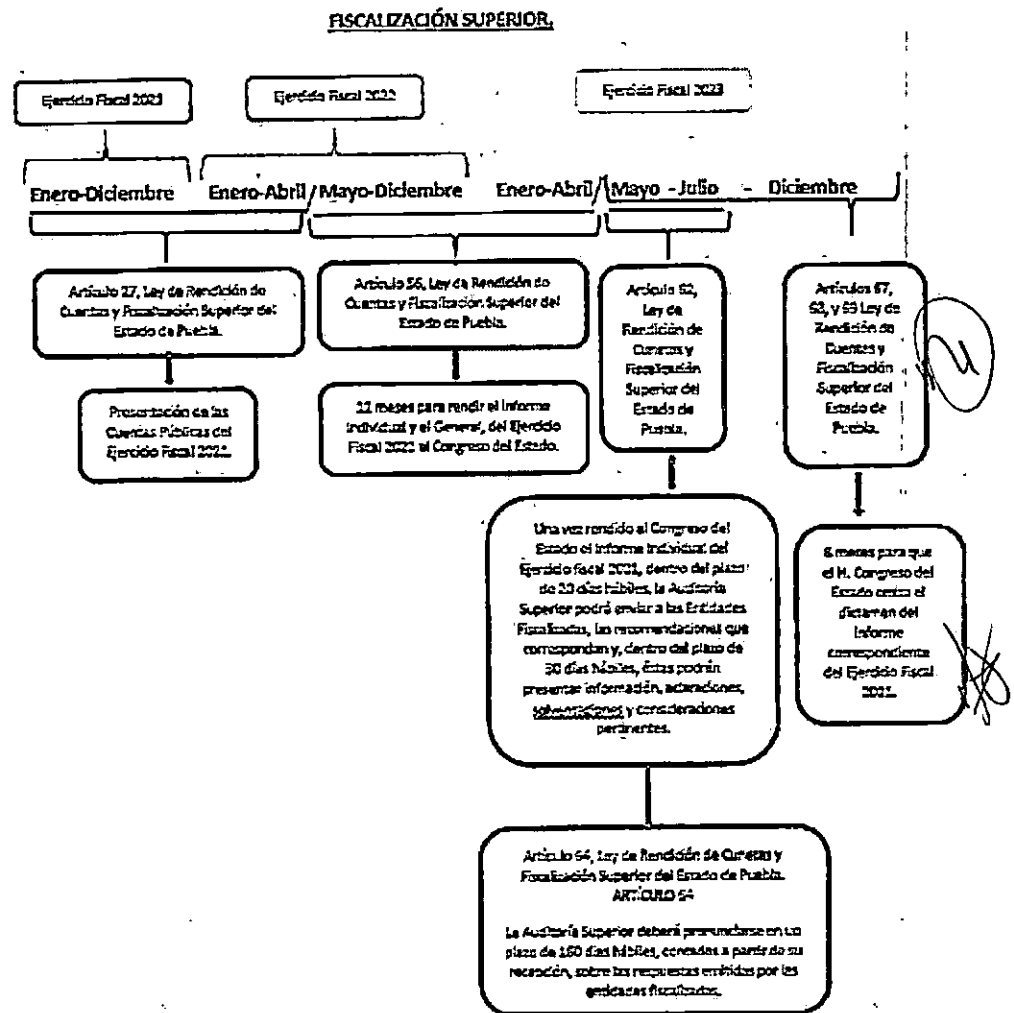 FISCALIZACIÓN SUPERIOR.
Ejercicio Fiscal 2021
Ejercicio Fiscal 2022
Ejercicio Fiscal 2023
Enero-Diciembre
Enero-Abril / Mayo-Diciembre
Enero-Abril / Mayo - Julio - Diciembre
Artículo 27, Ley de Rendición de
Cuentas y Fiscalización Superior del
Estado de Puebla.
Presentación de las
Cuentas Públicas del
Ejercicio Fiscal
Artículo 56, Ley de Rendición de
Cuentas y Fiscalización Superior del
Estado de Puebla.
meses para rendir el Informe
Individual y el General, del Ejercicio
Fiscal al Congreso del Estado.
Artículo 62,
Ley de
Rendición de
Cunetas y
Fiscalización
Superior del
Estado de
Puebla.
Artículos 67,
68, y 69 Ley de
Rendición de
Cuentas y
Fiscalización
Superior del
Estado de
Puebla.
Una vez rendido al Congreso del
Estado el Informe Individual del
Ejercicio fiscal 2021, dentro del plazo
de 20 días hábiles, la Auditoría
Superior podrá enviar a las Entidades
Fiscalizadas, las recomendaciones que
correspondan y, dentro del plazo de
30 días hábiles, éstas podrán
presentar información, aclaraciones,
solventaciones y consideraciones
pertinentes.
meses para que
el H. Congreso del
Estado emita el
dictamen del
Informe
correspondiente
del Ejercicio Fiscal
2021.
Artículo 64, Ley de Rendición de Cunetas y
Fiscalización Superior del Estado de Puebla.
ARTÍCULO 64
La Auditoría Superior deberá pronunciarse en un
plazo de días hábiles, contados a partir de su
recepción, sobre las respuestas emitidas por las
entidades fiscalizadas.